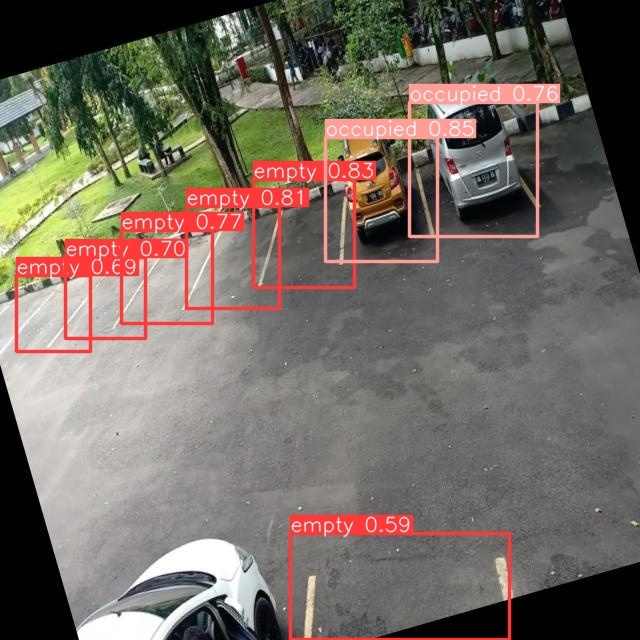 occupied 0.76
occupied 0.85
empty 0.83
empty 0.81
empty 0.77
empty 0.70
empty 0.69
empty 0.59